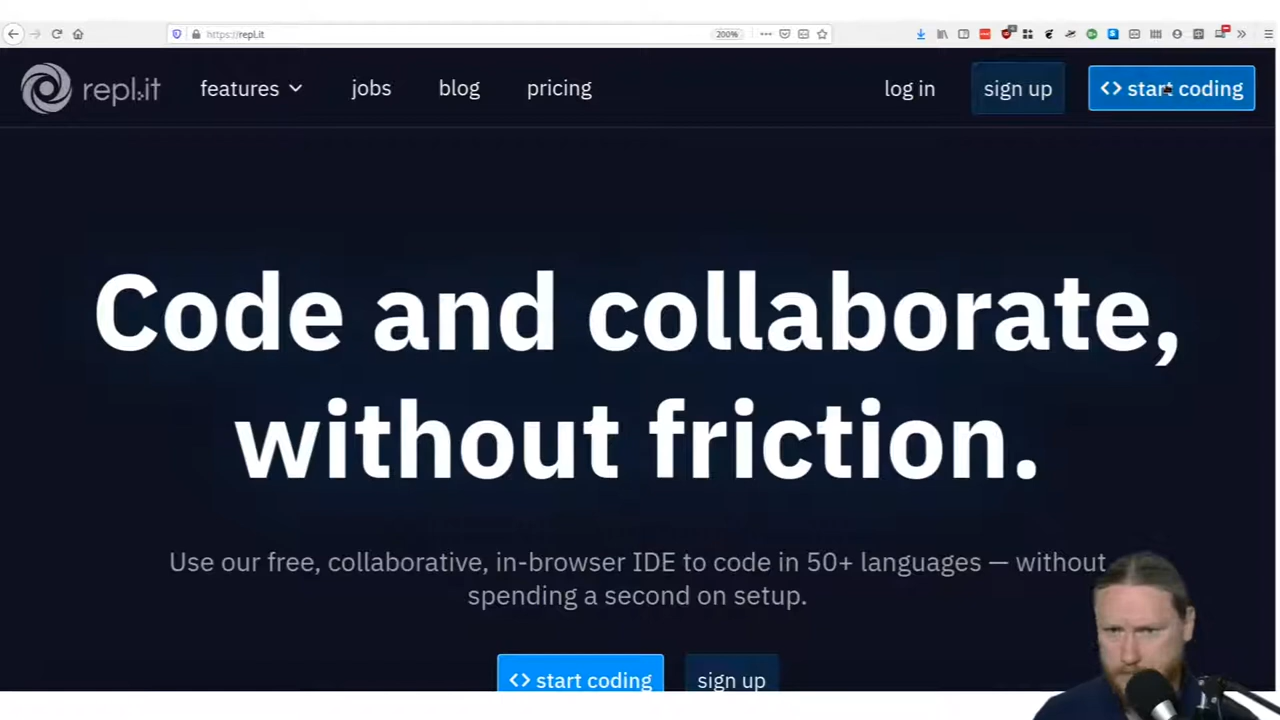 https://repl.it
200%
repl.it features jobs blog pricing log in sign up <> start coding
Code and collaborate,
without friction.
Use our free, collaborative, in-browser IDE to code in 50+ languages — without
spending a second on setup.
<> start coding sign up